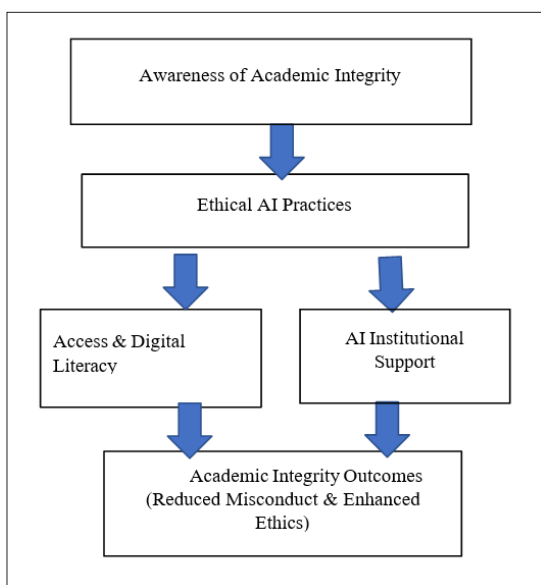 Awareness of Academic Integrity
Ethical AI Practices
Access & Digital
Literacy
AI Institutional
Support
Academic Integrity Outcomes
(Reduced Misconduct & Enhanced
Ethics)